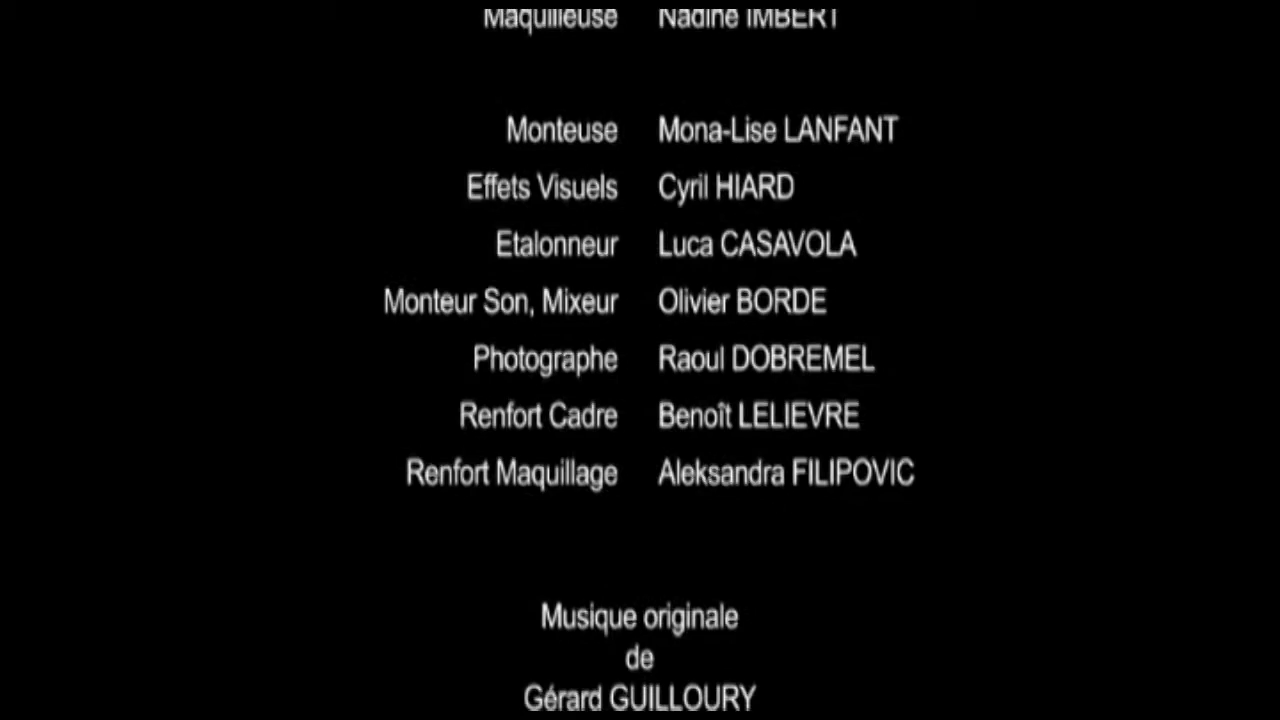 Maquilleuse Nadine IMBERT
Monteuse Mona-Lise LANFANT
Effets Visuels Cyril HIARD
Etalonneur Luca CASAVOLA
Monteur Son, Mixeur Olivier BORDE
Photographe Raoul DOBREMEL
Renfort Cadre Benoît LELIEVRE
Renfort Maquillage Aleksandra FILIPOVIC
Musique originale
de
Gérard GUILLOURY